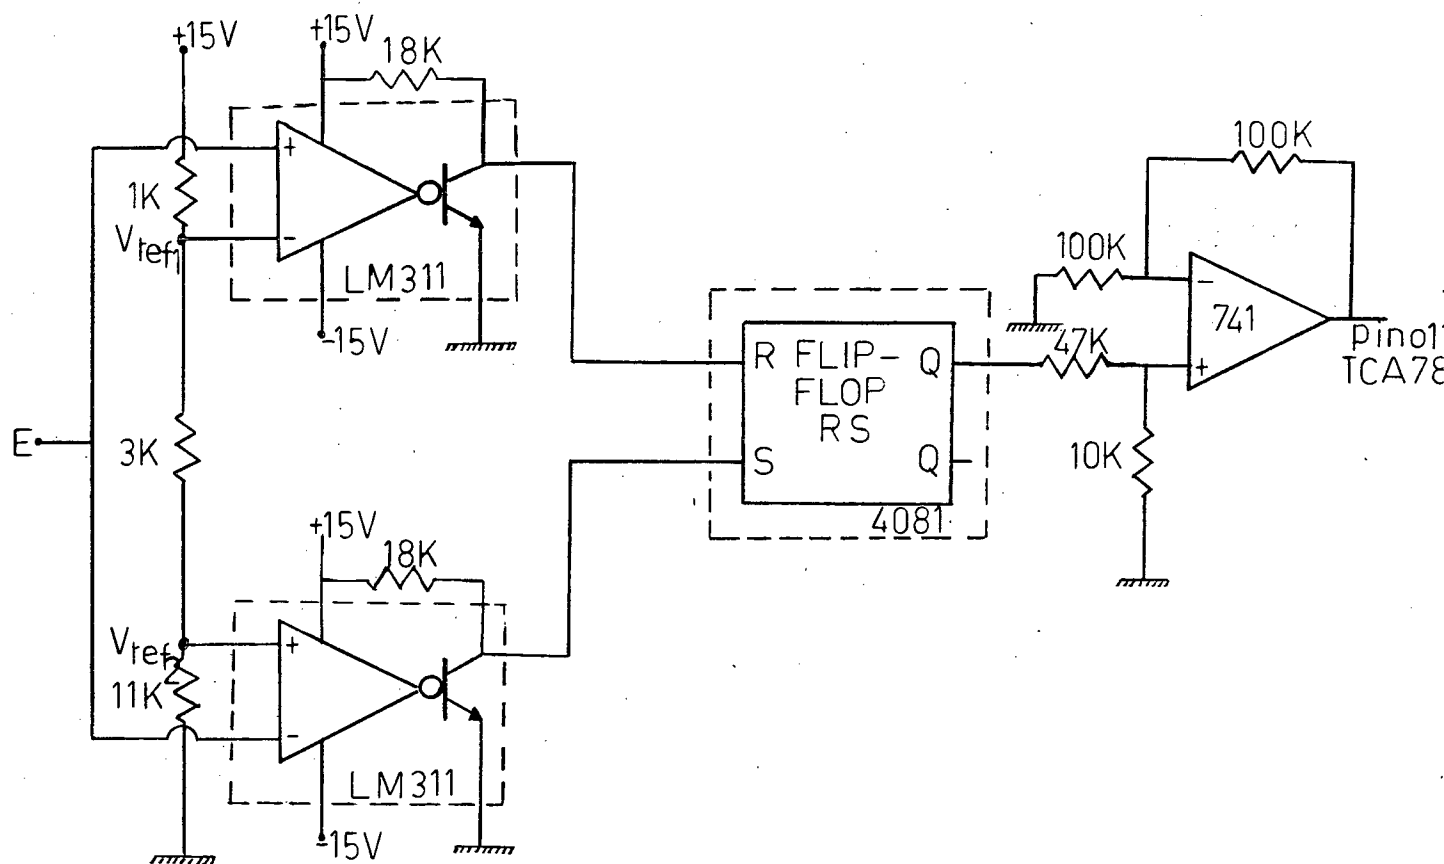 +15V
+15V
18K
1K
Vref1
+
-
LM311
-15V
E
3K
+15V
18K
Vref2
11K
+
-
LM311
-15V
R FLIP-
FLOP
RS
Q
S
Q
4081
47K
10K
100K
100K
741
-
+
pino11
TCA78